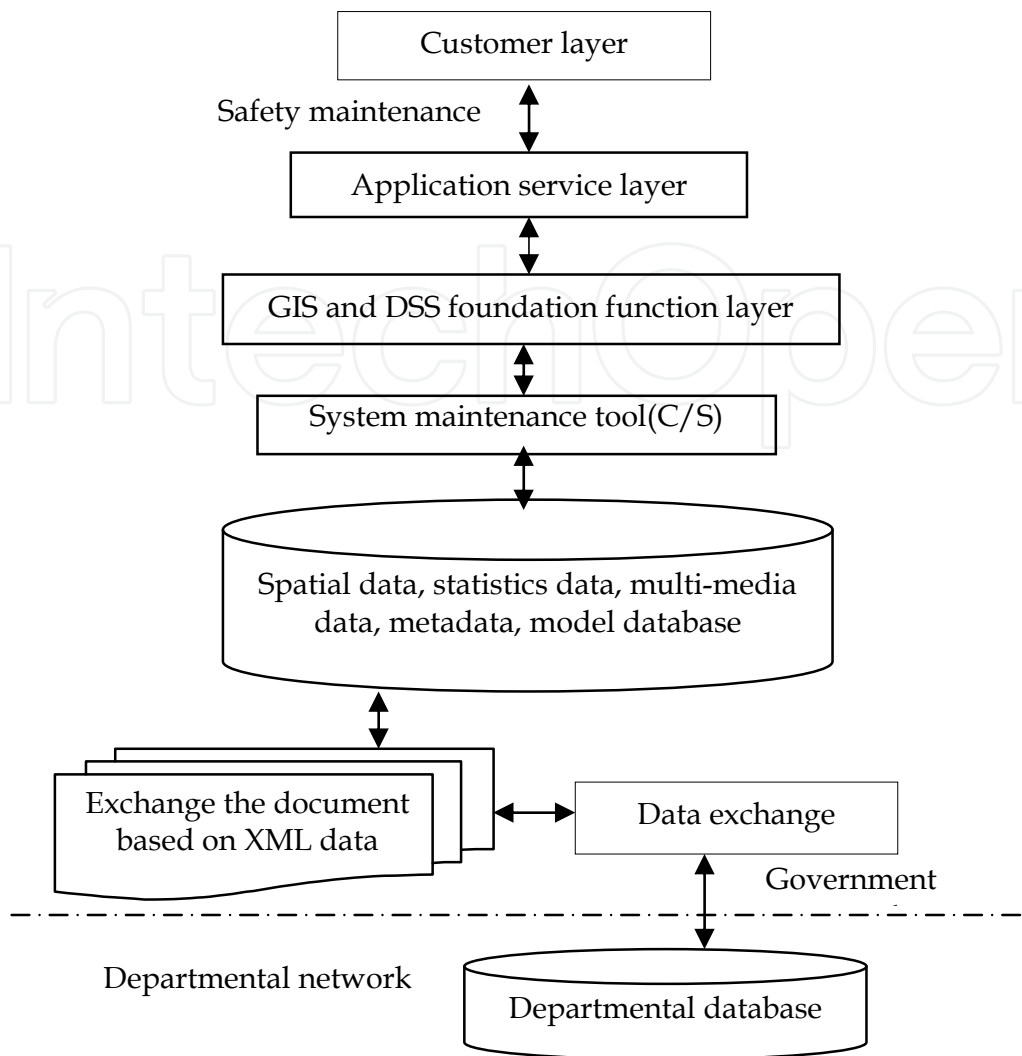 Customer layer
Safety maintenance
Application service layer
GIS and DSS foundation function layer
System maintenance tool(C/S)
Spatial data, statistics data, multi-media
data, metadata, model database
Exchange the document
based on XML data
Data exchange
Government
Departmental network
Departmental database
IntechOpen